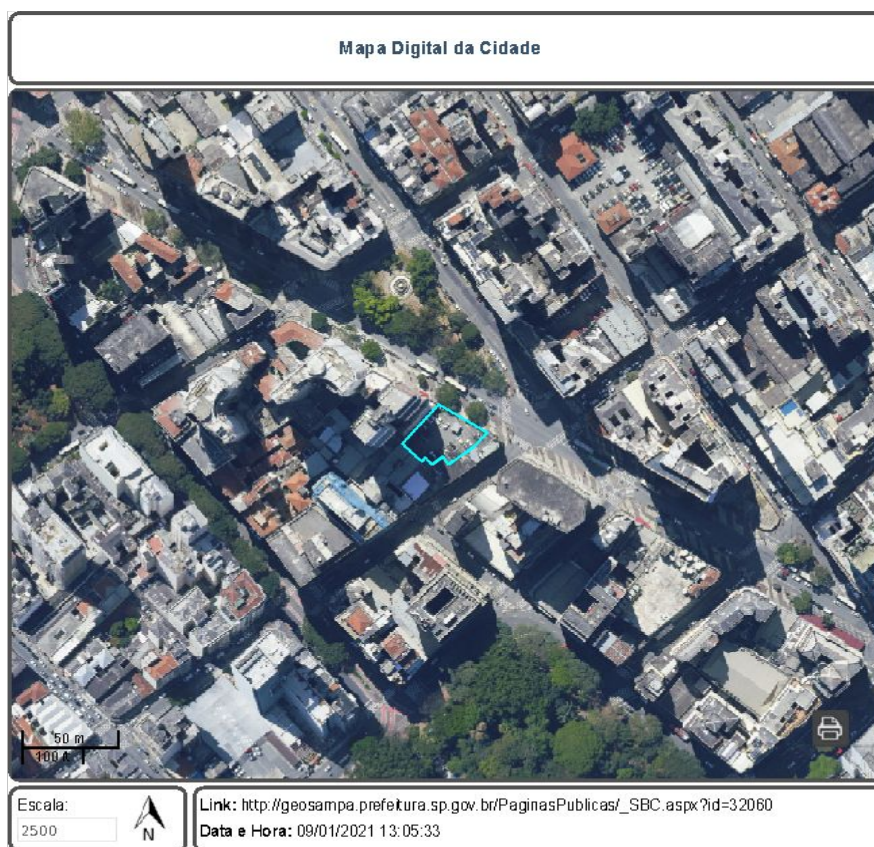 Mapa Digital da Cidade
50 m
100 ft
Escala:
2500
N
Link: http://geosampa.prefeitura.sp.gov.br/PaginasPublicas/_SBC.aspx?id=32060
Data e Hora: 09/01/2021 13:05:33